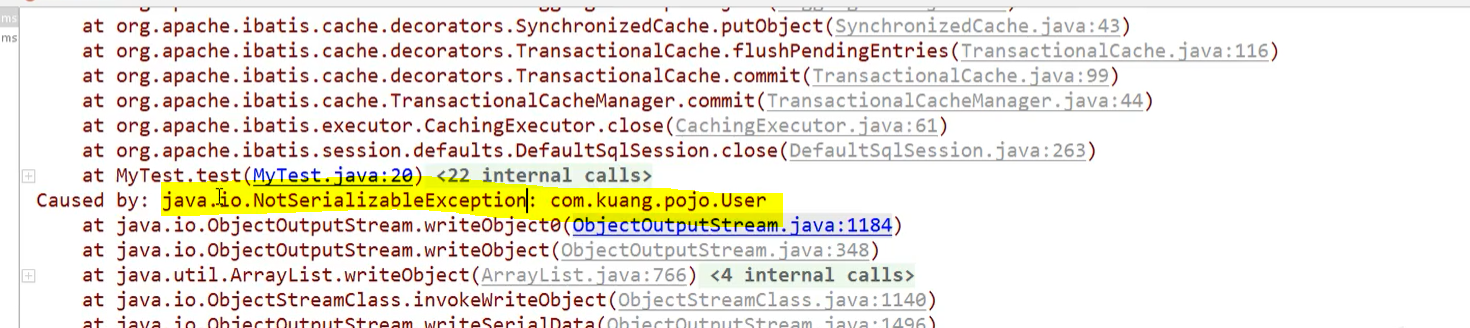 ms
ms
at org.apache.ibatis.cache.decorators.SynchronizedCache.putObject(SynchronizedCache.java:43)
at org.apache.ibatis.cache.decorators.TransactionalCache.flushPendingEntries(TransactionalCache.java:116)
at org.apache.ibatis.cache.decorators.TransactionalCache.commit(TransactionalCache.java:99)
at org.apache.ibatis.cache.TransactionalCacheManager.commit(TransactionalCacheManager.java:44)
at org.apache.ibatis.executor.CachingExecutor.close(CachingExecutor.java:61)
at org.apache.ibatis.session.defaults.DefaultSqlSession.close(DefaultSqlSession.java:263)
at MyTest.test(MyTest.java:20) <22 internal calls>
Caused by: java.io.NotSerializableException: com.kuang.pojo.User
at java.io.ObjectOutputStream.writeObject0(ObjectOutputStream.java:1184)
at java.io.ObjectOutputStream.writeObject(ObjectOutputStream.java:348)
at java.util.ArrayList.writeObject(ArrayList.java:766) <4 internal calls>
at java.io.ObjectStreamClass.invokeWriteObject(ObjectStreamClass.java:1140)
at java.io.ObjectOutputStream.writeSerialData(ObjectOutputStream.java:1496)